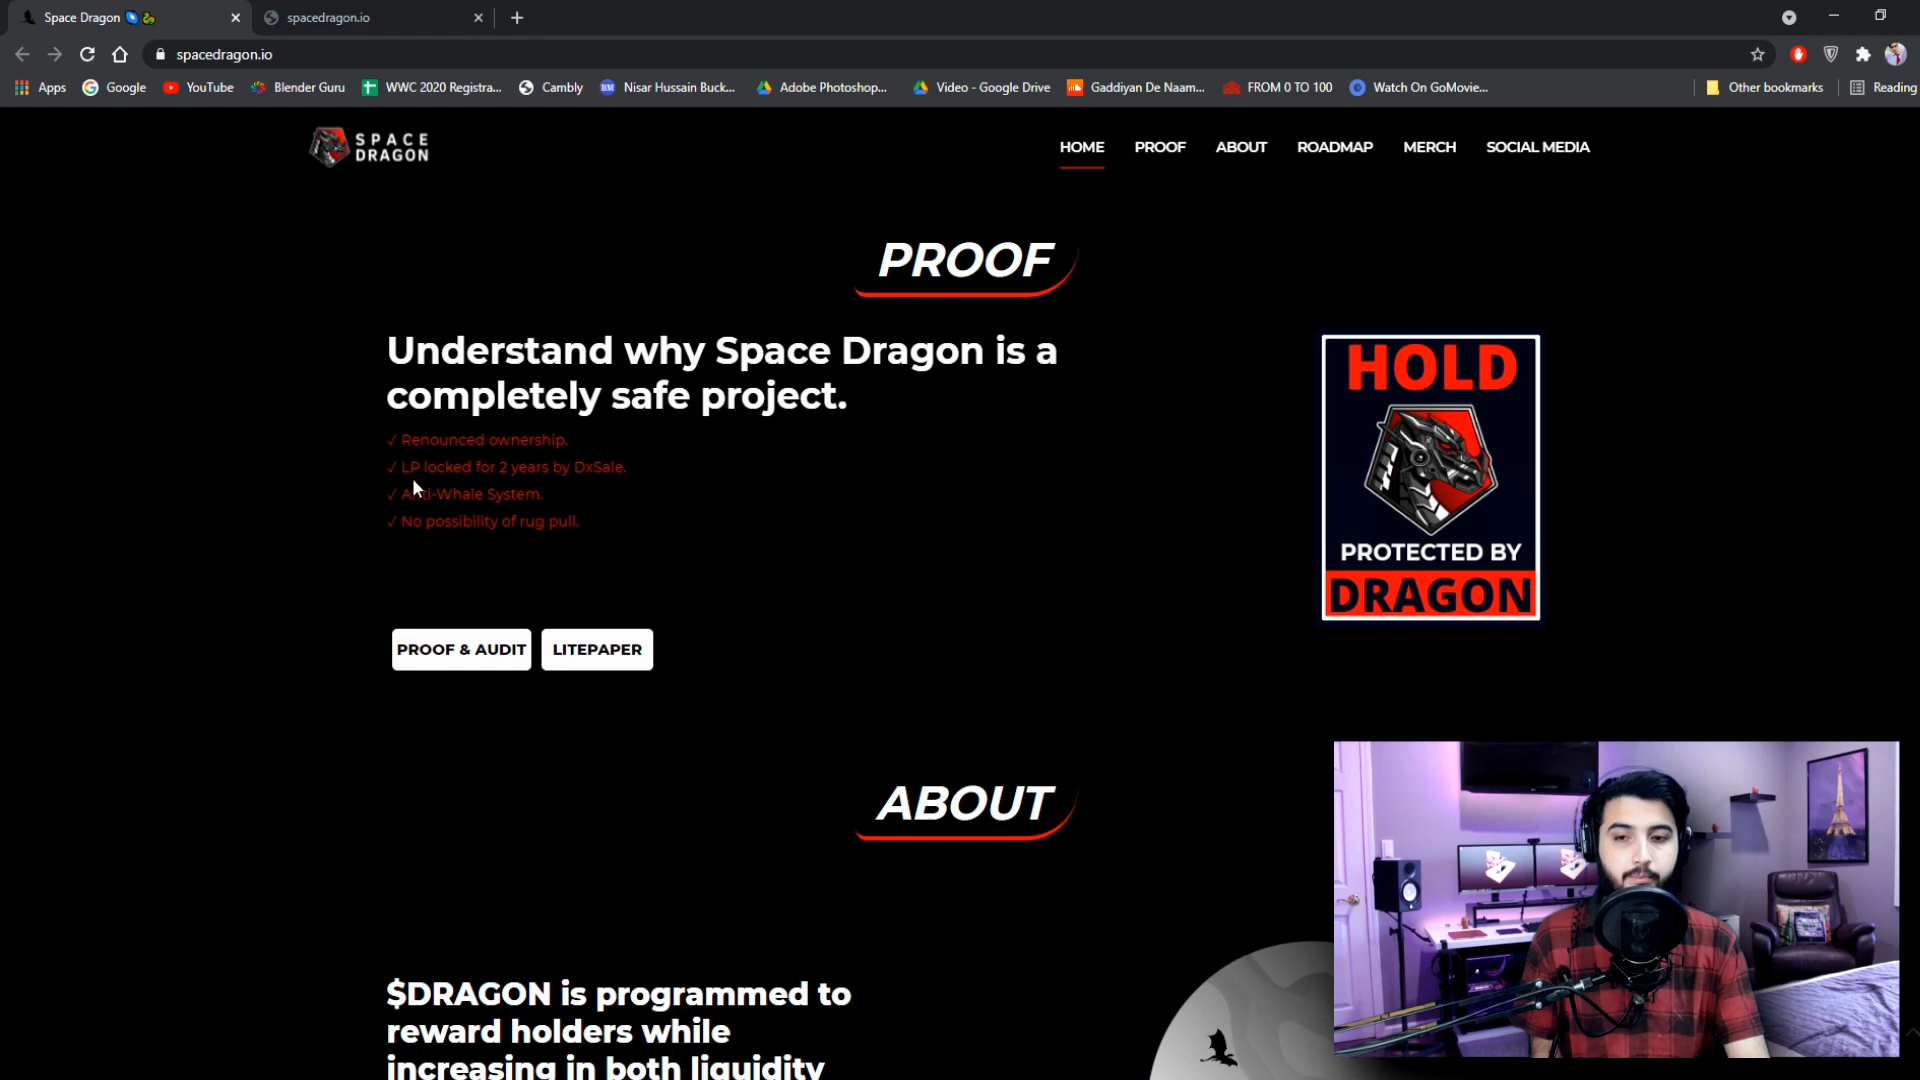 Space Dragon
spacedragon.io
spacedragon.io
Apps
Google
YouTube
Blender Guru
WWC 2020 Registra...
Cambly
Nisar Hussain Buck...
Adobe Photoshop...
Video - Google Drive
Gaddiyan De Naam...
FROM 0 TO 100
Watch On GoMovie...
Other bookmarks
Reading
SPACE
DRAGON
HOME
PROOF
ABOUT
ROADMAP
MERCH
SOCIAL MEDIA
PROOF
Understand why Space Dragon is a
completely safe project.
✓ Renounced ownership.
✓ LP locked for 2 years by DxSale.
✓ Anti-Whale System.
✓ No possibility of rug pull.
PROOF & AUDIT
LITEPAPER
HOLD
PROTECTED BY
DRAGON
ABOUT
$DRAGON is programmed to
reward holders while
increasing in both liquidity